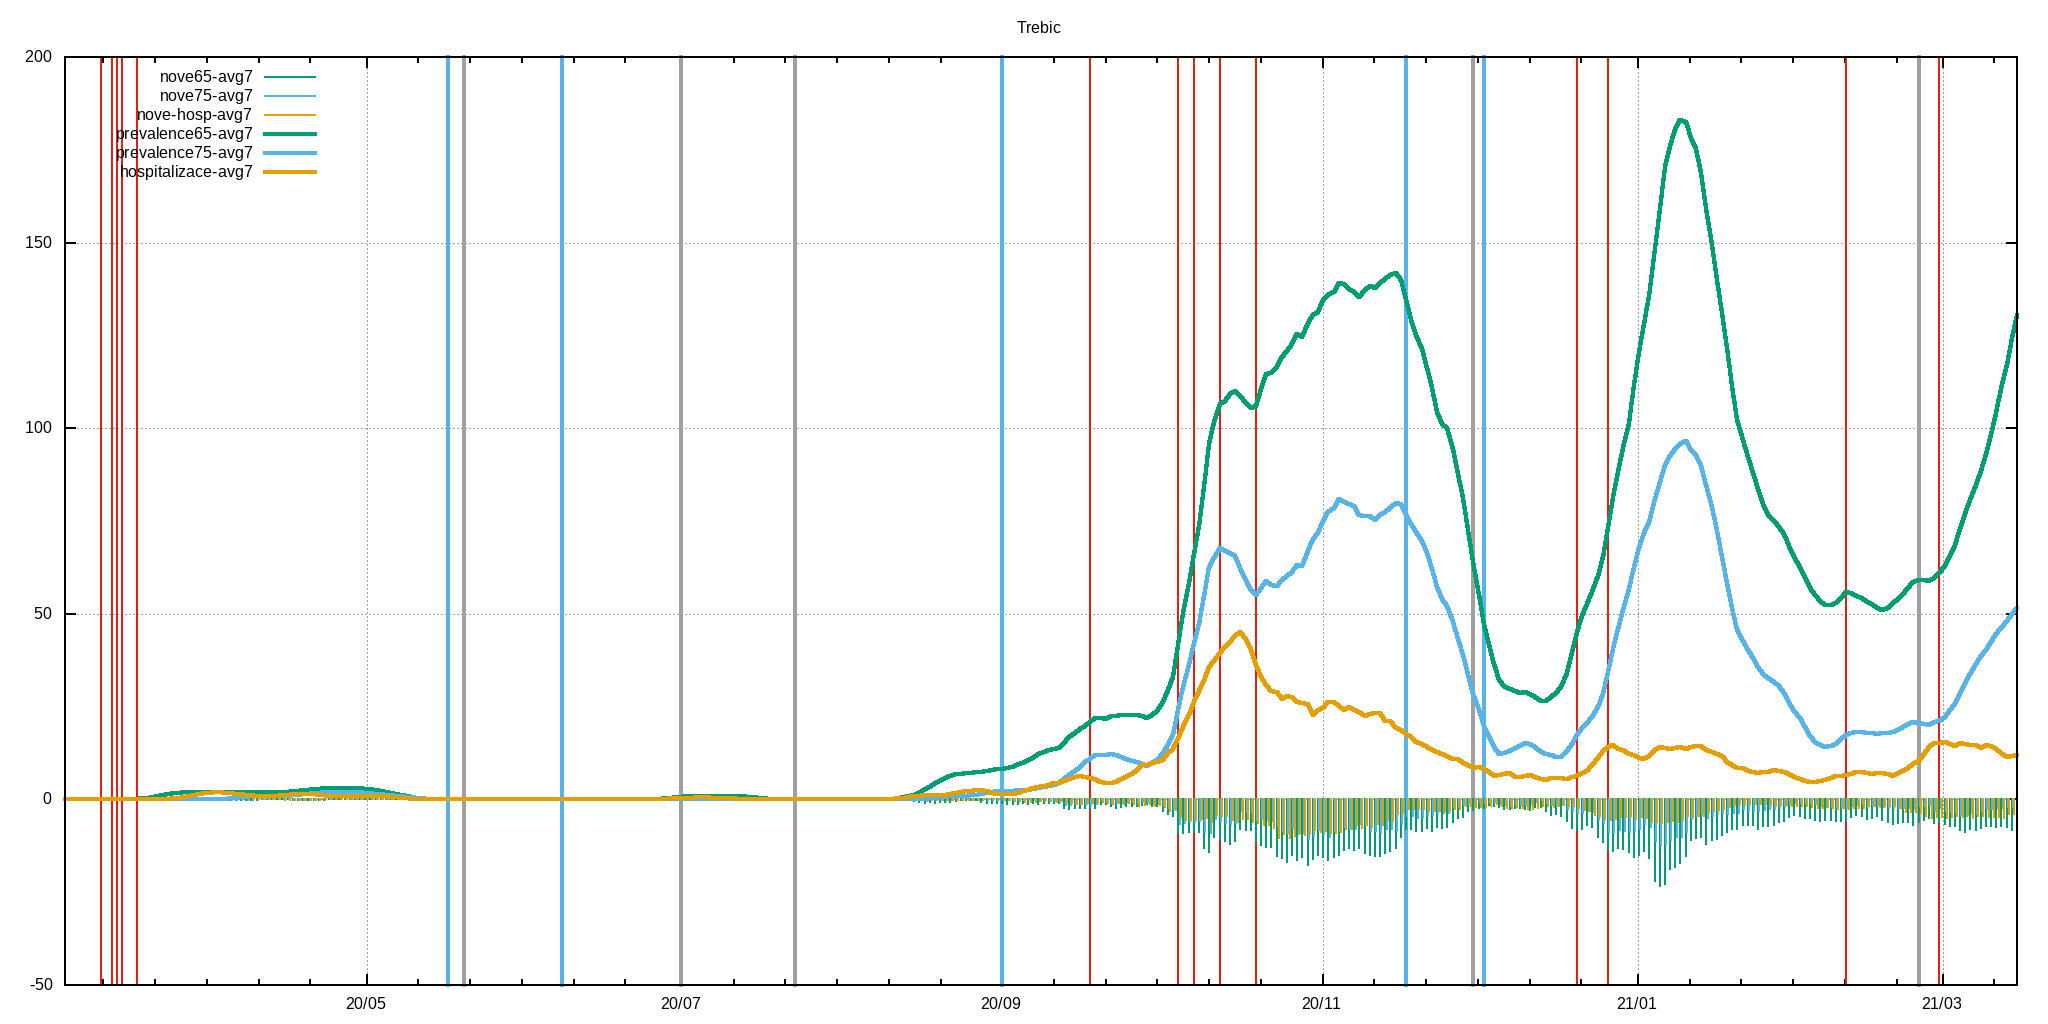 Trebic
200
nove65-avg7
nove75-avg7
nove-hosp-avg7
prevalence65-avg7
prevalence75-avg7
hospitalizace-avg7
150
100
50
0
-50
20/05 20/07 20/09 20/11 21/01 21/03